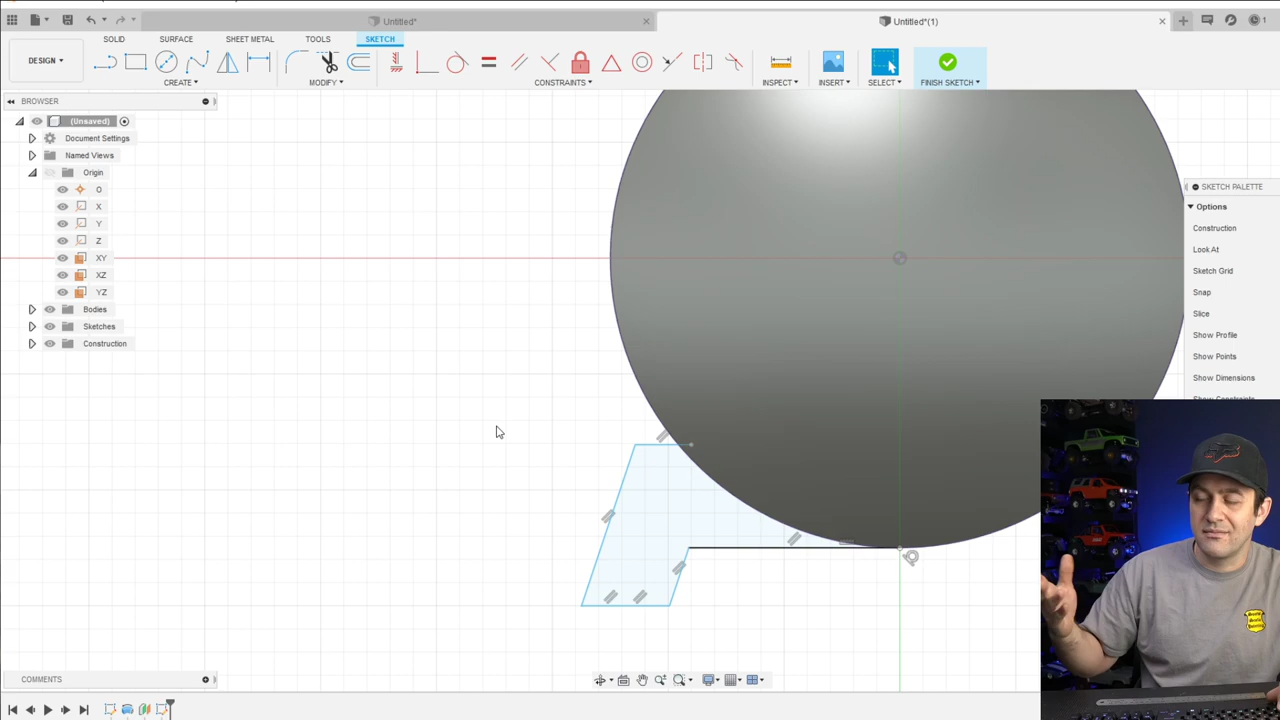 Untitled*
Untitled*(1)
1
SOLID
SURFACE
SHEET METAL
TOOLS
SKETCH
DESIGN
CREATE
MODIFY
CONSTRAINTS
INSPECT
INSERT
SELECT
FINISH SKETCH
BROWSER
(Unsaved)
Document Settings
Named Views
Origin
O
X
Y
Z
XY
XZ
YZ
Bodies
Sketches
Construction
SKETCH PALETTE
Options
Construction
Look At
Sketch Grid
Snap
Slice
Show Profile
Show Points
Show Dimensions
COMMENTS